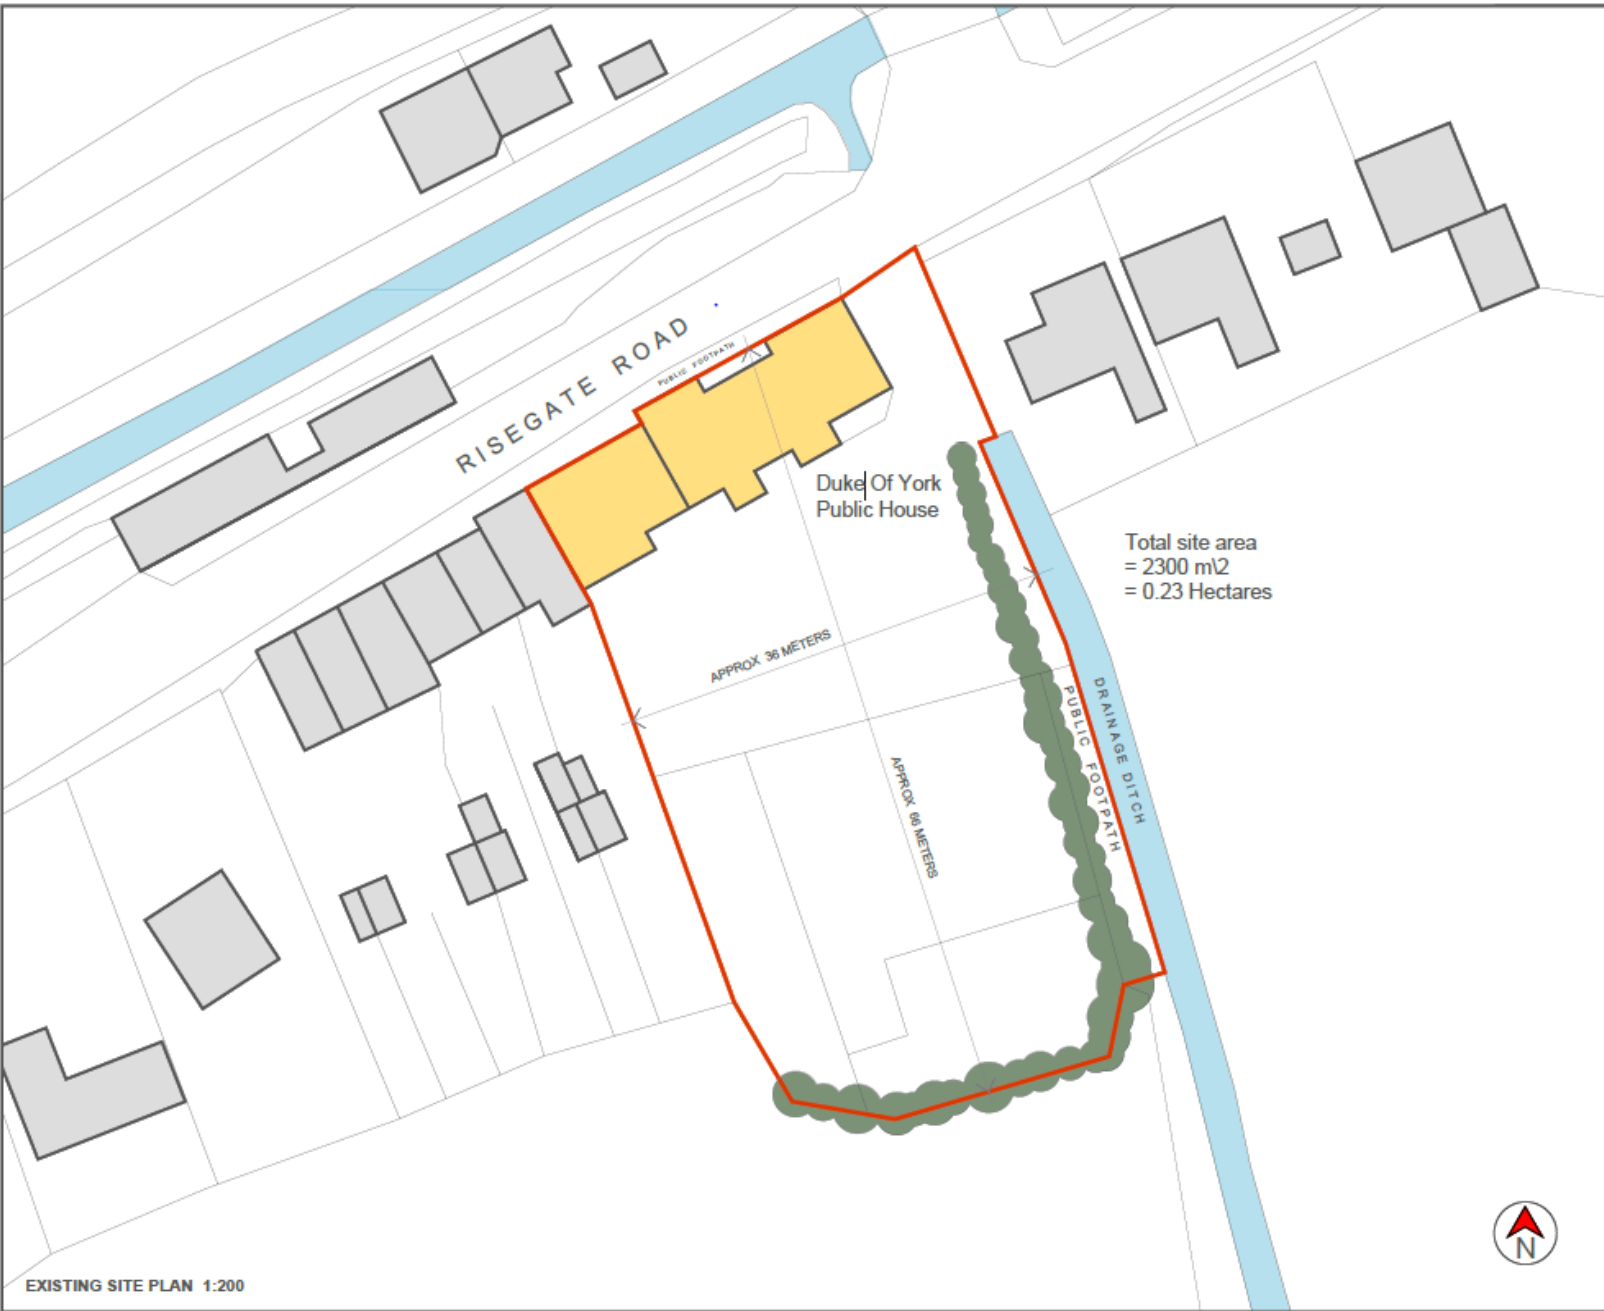 RISEGATE ROAD
PUBLIC FOOTPATH
Duke Of York
Public House
Total site area
= 2300 m\2
= 0.23 Hectares
APPROX 36 METERS
APPROX 66 METERS
PUBLIC FOOTPATH
DRAINAGE DITCH
N
EXISTING SITE PLAN 1:200